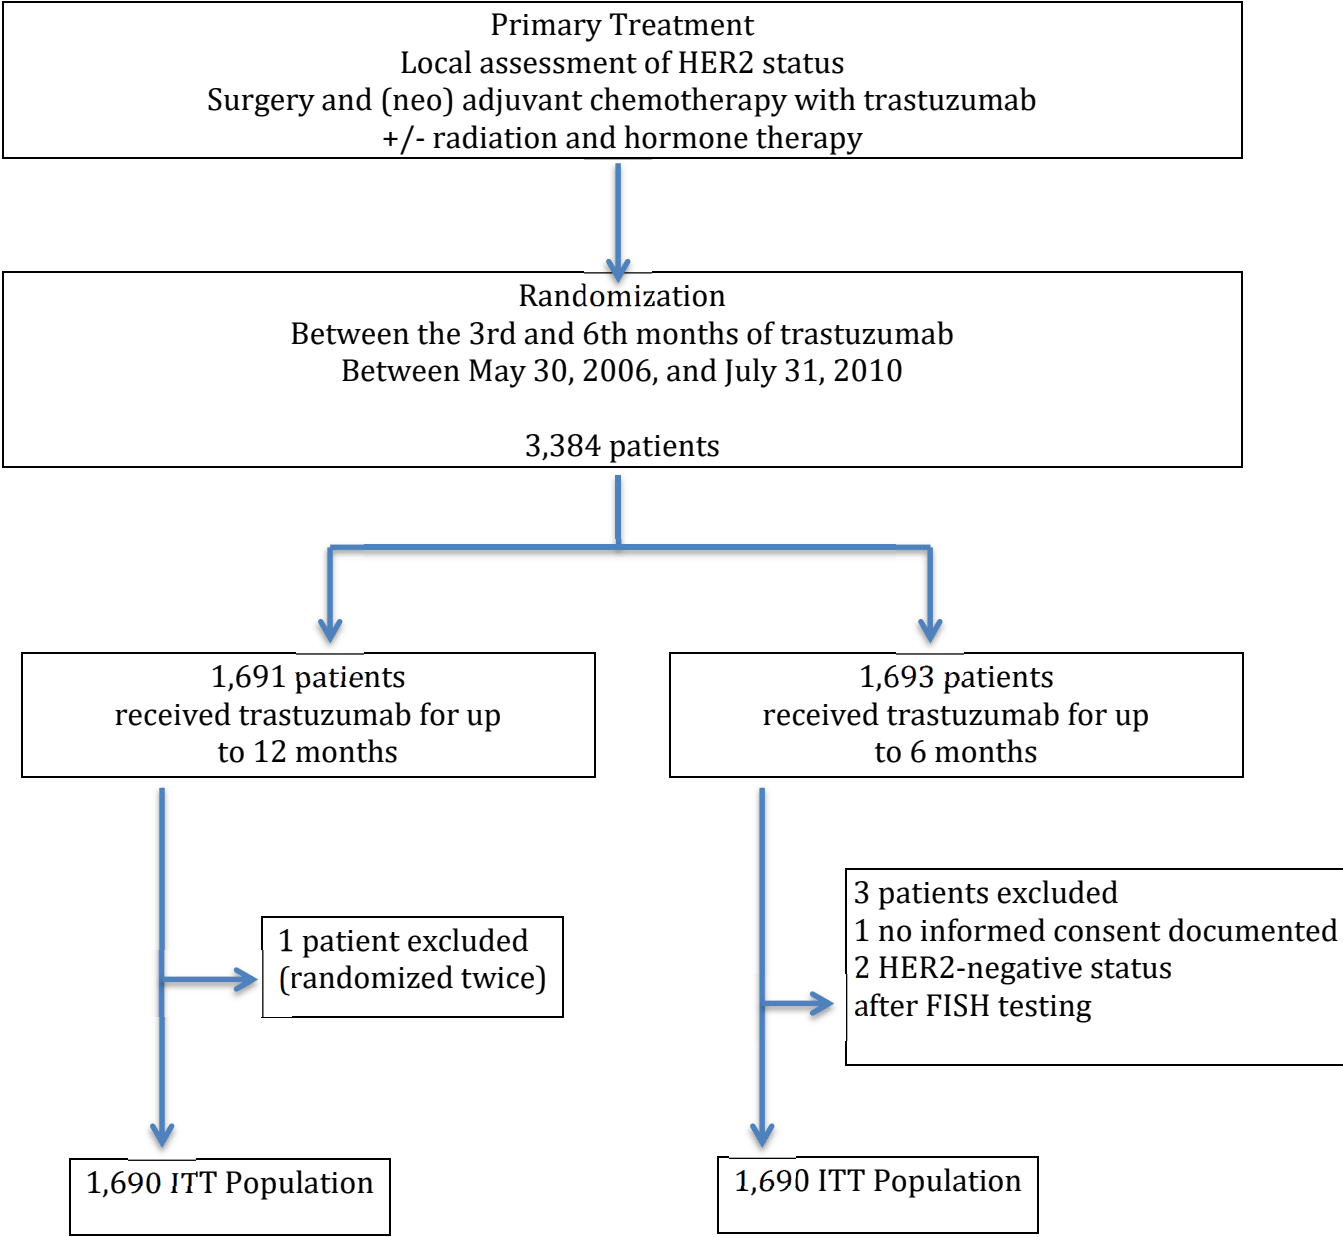 Primary Treatment
Local assessment of HER2 status
Surgery and (neo) adjuvant chemotherapy with trastuzumab
+/- radiation and hormone therapy
Randomization
Between the 3rd and 6th months of trastuzumab
Between May 30, 2006, and July 31, 2010
3,384 patients
1,691 patients
received trastuzumab for up
to 12 months
1,693 patients
received trastuzumab for up
to 6 months
1 patient excluded
(randomized twice)
3 patients excluded
1 no informed consent documented
2 HER2-negative status
after FISH testing
1,690 ITT Population
1,690 ITT Population